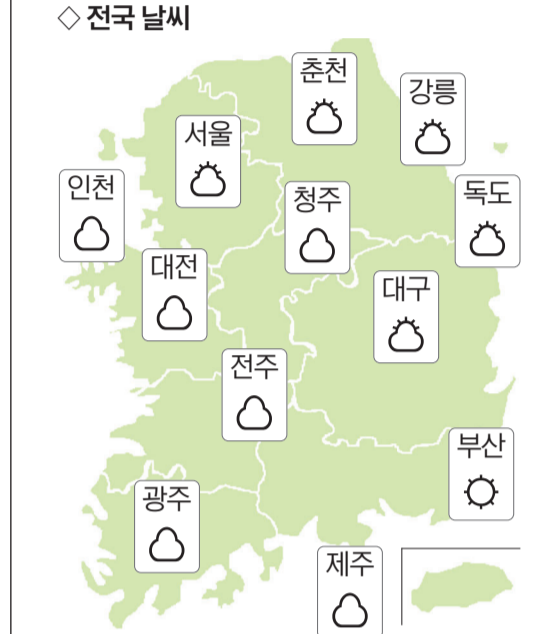 ◇ 전국 날씨
춘천
강릉
서울
인천
청주
독도
대전
대구
전주
부산
광주
제주